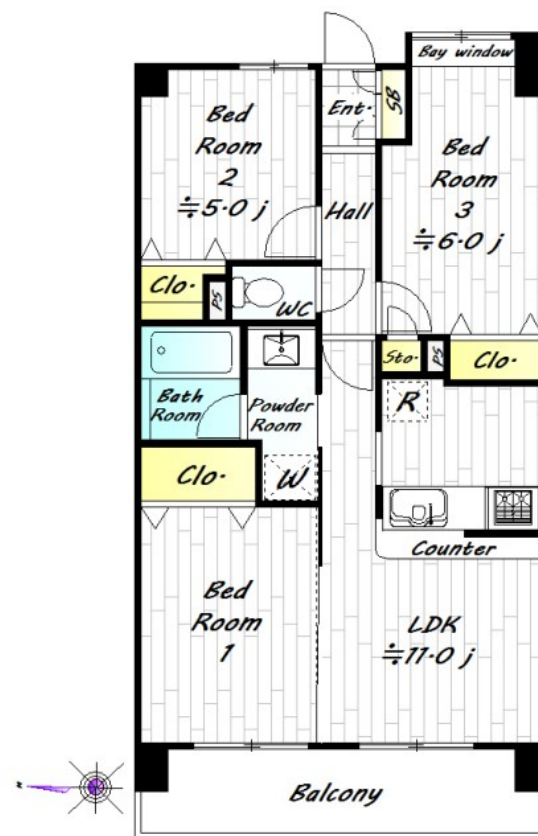 Bay window
Bed
Room
2
≒5.0 j
Ent.
SB
Bed
Room
3
≒6.0 j
Hall
Clo.
PS
WC
Sto.
PS
Clo.
Bath
Room
Powder
Room
R
Clo.
W
Counter
Bed
Room
1
LDK
≒11.0 j
Balcony